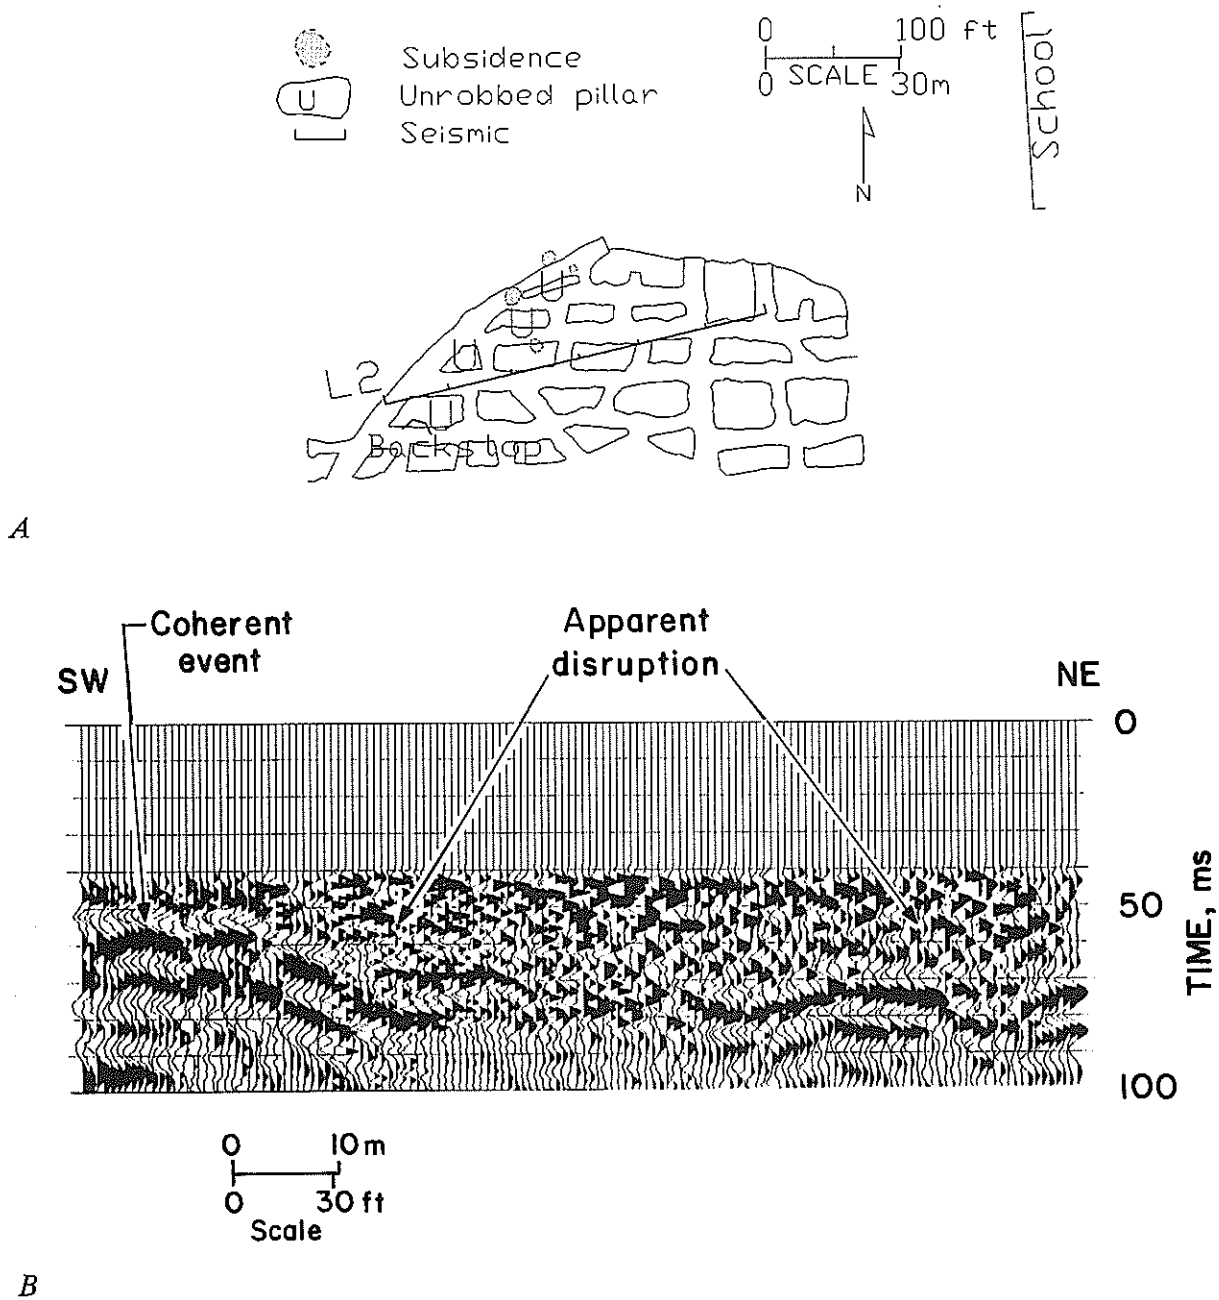 Subsidence
U Unrobbed pillar
Seismic
0 100 ft
SCALE
0 30m
N
School
U
U
U
U
L2
Backstop
A
Coherent
event
Apparent
disruption
SW
NE
0
50
100
TIME, ms
0 10m
0 30 ft
Scale
B